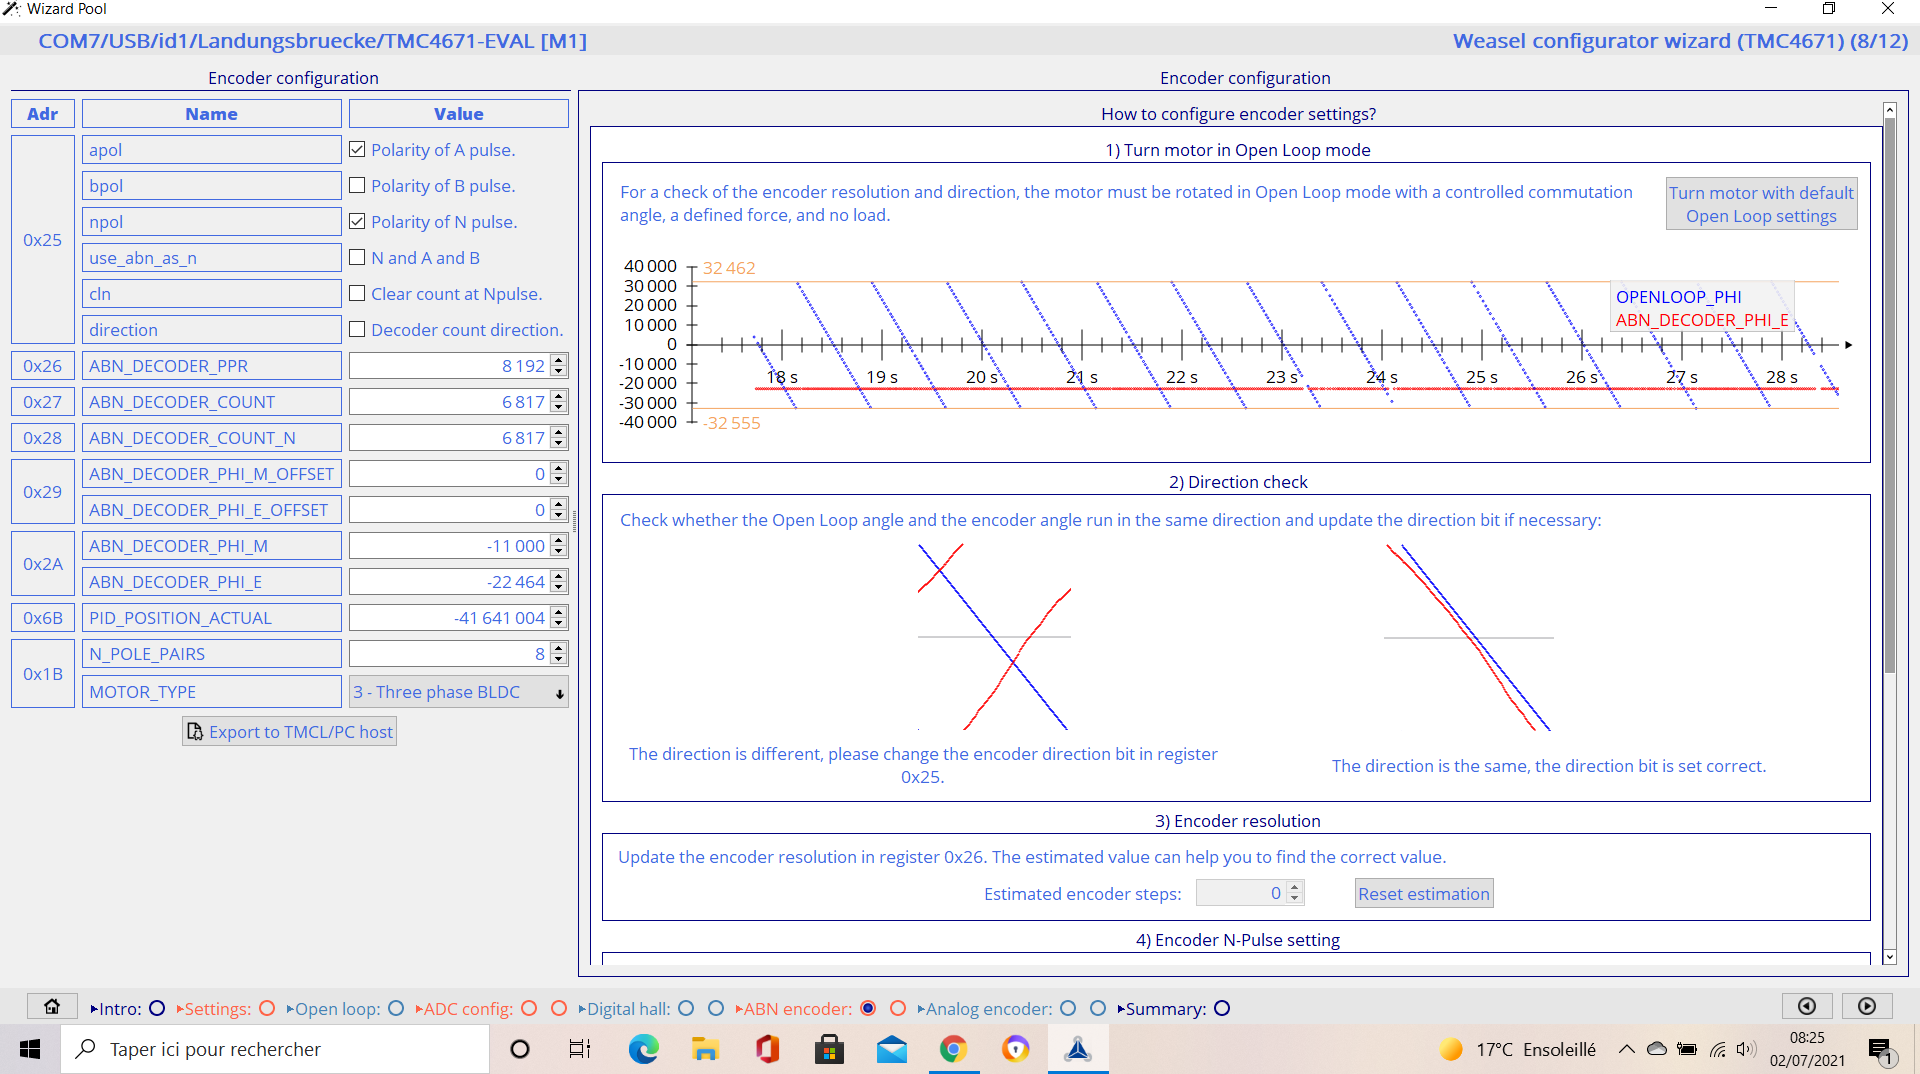 Wizard Pool
COM7/USB/id1/Landungsbruecke/TMC4671-EVAL [M1]
Weasel configurator wizard (TMC4671) (8/12)
Encoder configuration
Adr Name Value
0x25
apol Polarity of A pulse.
bpol Polarity of B pulse.
npol Polarity of N pulse.
use_abn_as_n N and A and B
cln Clear count at Npulse.
direction Decoder count direction.
0x26 ABN_DECODER_PPR 8 192
0x27 ABN_DECODER_COUNT 6 817
0x28 ABN_DECODER_COUNT_N 6 817
0x29
ABN_DECODER_PHI_M_OFFSET 0
ABN_DECODER_PHI_E_OFFSET 0
0x2A
ABN_DECODER_PHI_M -11 000
ABN_DECODER_PHI_E -22 464
0x6B PID_POSITION_ACTUAL -41 641 004
0x1B
N_POLE_PAIRS 8
MOTOR_TYPE 3 - Three phase BLDC
Export to TMCL/PC host
Encoder configuration
How to configure encoder settings?
1) Turn motor in Open Loop mode
For a check of the encoder resolution and direction, the motor must be rotated in Open Loop mode with a controlled commutation
angle, a defined force, and no load.
Turn motor with default
Open Loop settings
40 000
30 000
20 000
10 000
0
-10 000
-20 000
-30 000
-40 000
32 462
-32 555
18 s 19 s 20 s 21 s 22 s 23 s 24 s 25 s 26 s 27 s 28 s
OPENLOOP_PHI
ABN_DECODER_PHI_E
2) Direction check
Check whether the Open Loop angle and the encoder angle run in the same direction and update the direction bit if necessary:
The direction is different, please change the encoder direction bit in register
0x25.
The direction is the same, the direction bit is set correct.
3) Encoder resolution
Update the encoder resolution in register 0x26. The estimated value can help you to find the correct value.
Estimated encoder steps: 0 Reset estimation
4) Encoder N-Pulse setting
Intro: Settings: Open loop: ADC config: Digital hall: ABN encoder: Analog encoder: Summary:
Taper ici pour rechercher
17°C Ensoleillé
08:25
02/07/2021
1